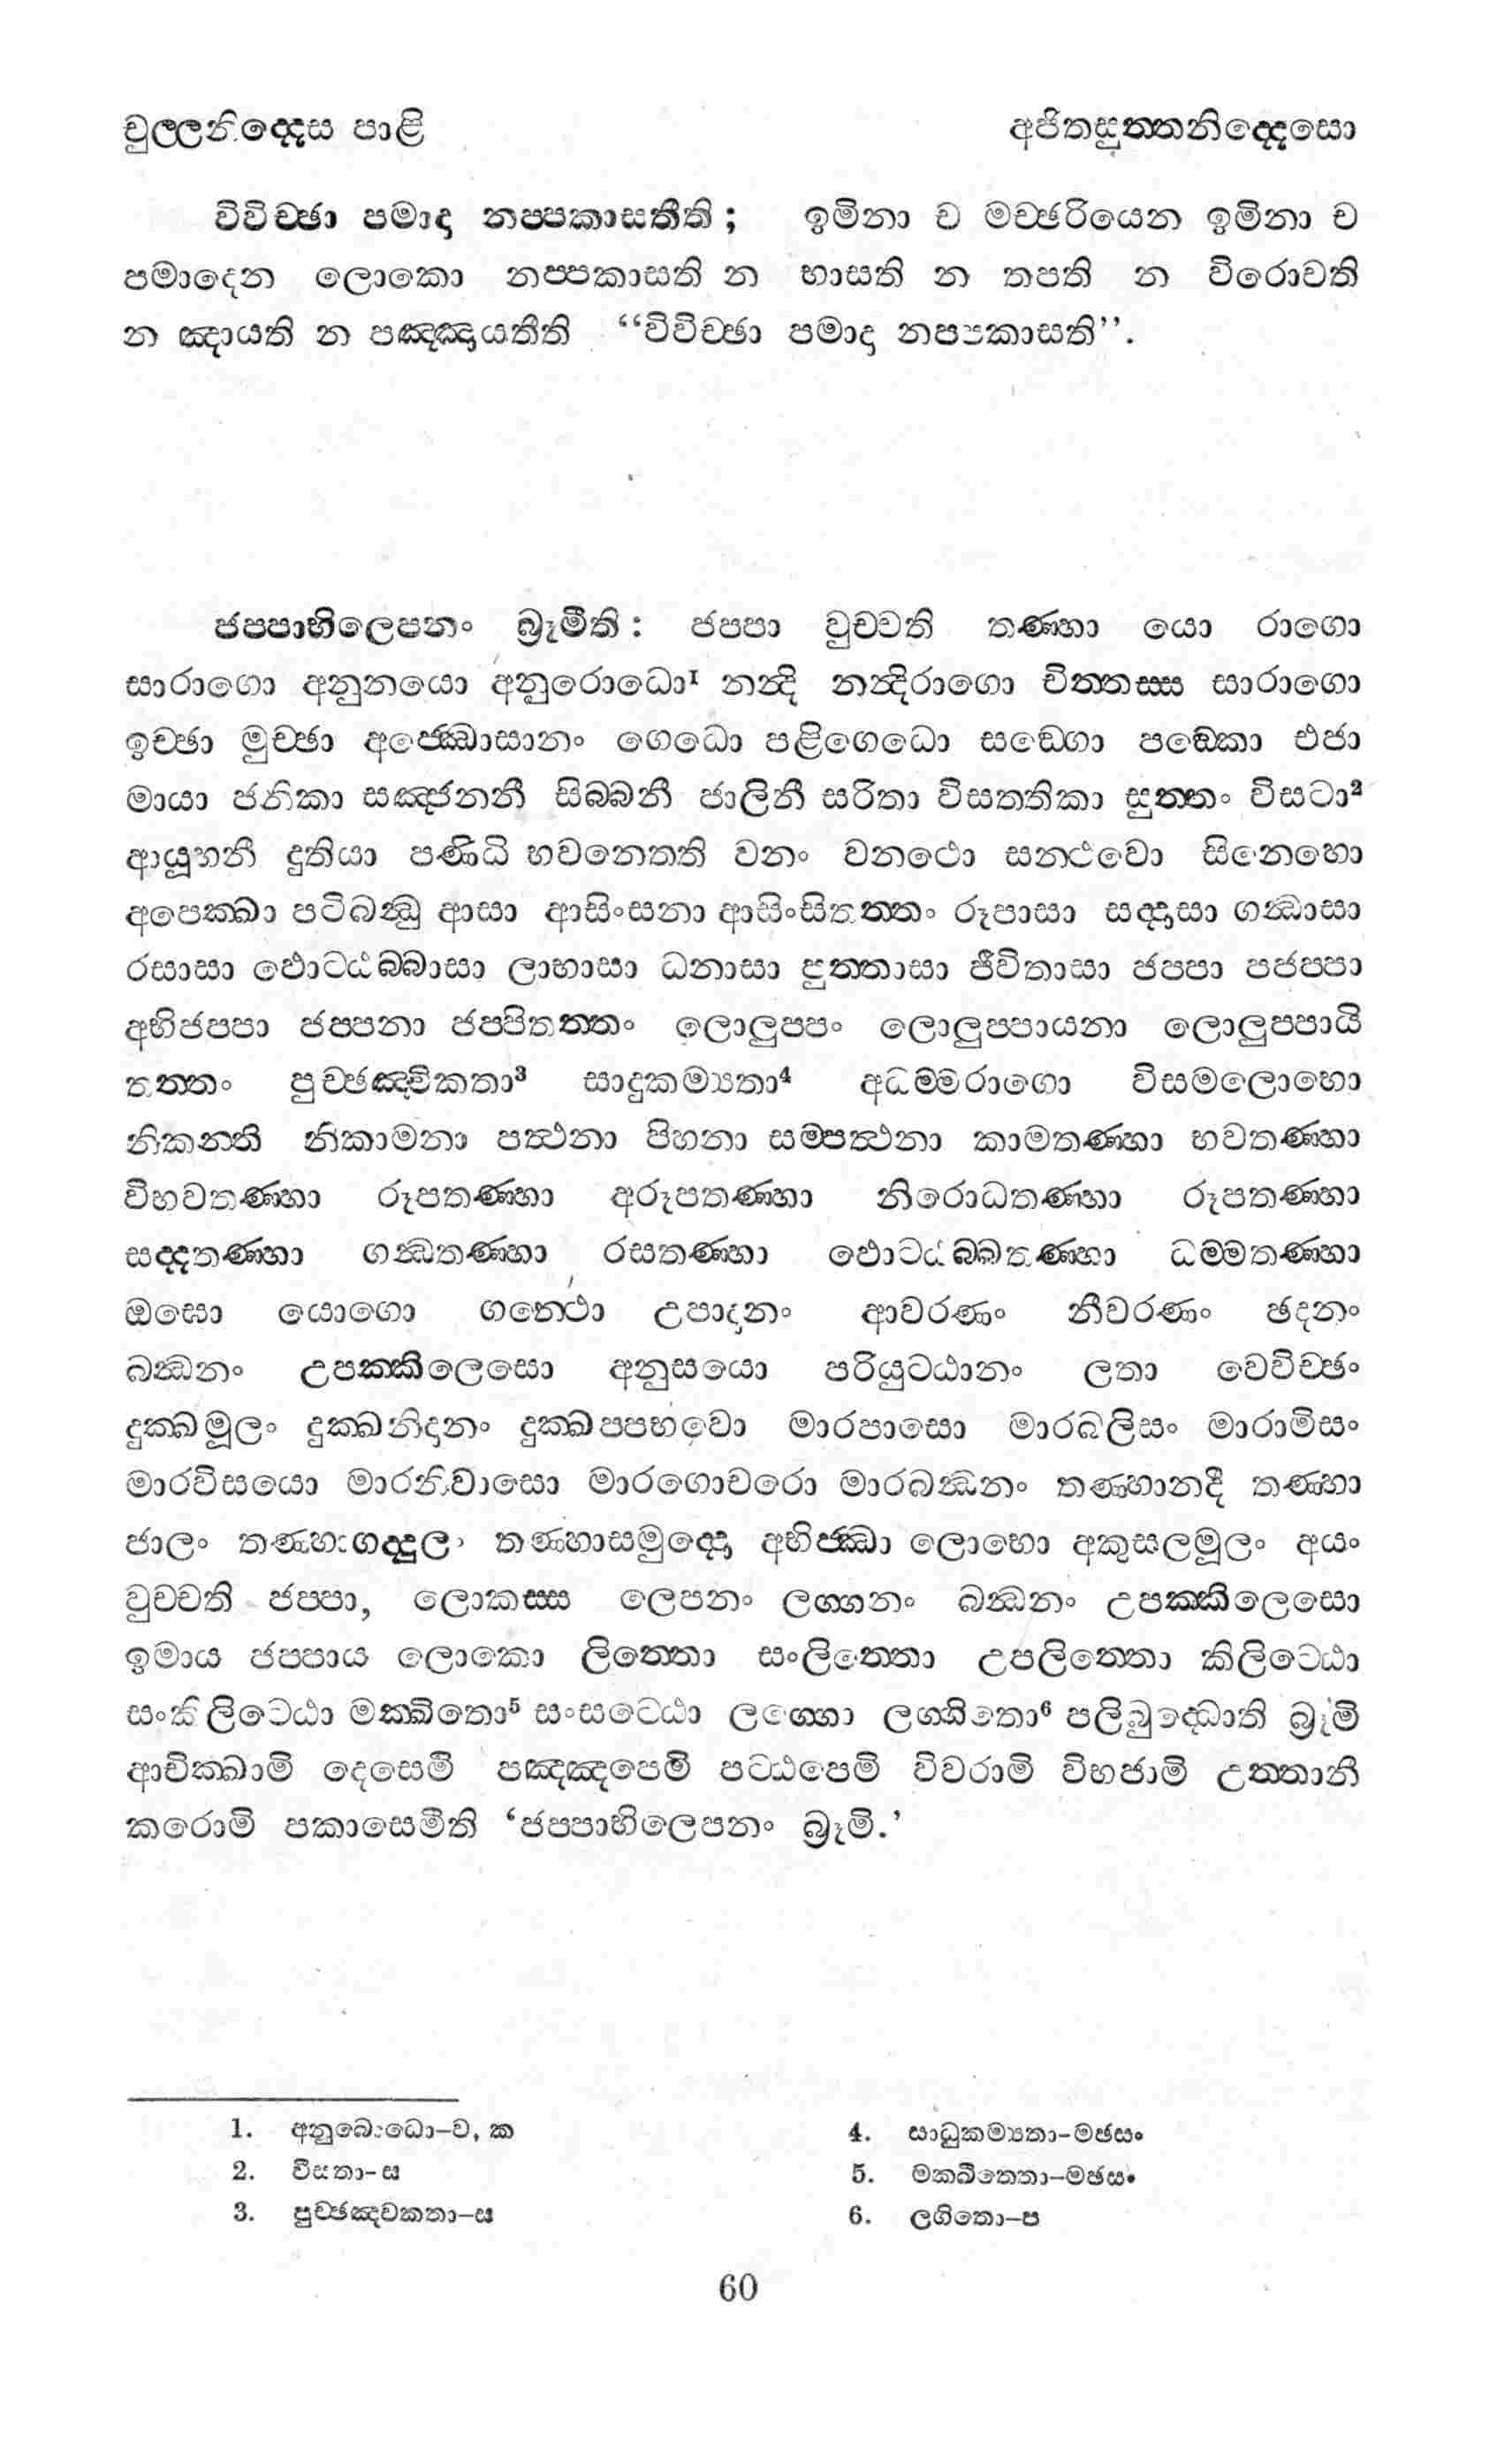 චුල්ලනිද්දෙස පාළි
අජිතසුත්තනිද්දෙසො
විවිච්ඡා පමාදා නප්පකාසතීති ; ඉමිනා ච මච්ඡරියෙන ඉමිනා ච
පමාදෙන ලොකො නප්පකාසති න භාසති න තපති න විරොචති
න ඤායති න පඤ්ඤායතීති “විවිච්ඡා පමාදා නප්පකාසති”.
ජප්පාභිලෙපනං බ්‍රූමීති : ජප්පා වුච්චති තණ්හා යො රාගො
සාරාගො අනුනයො අනුරොධො¹ නන්දි නන්දිරාගො චිත්තස්ස සාරාගො
ඉච්ඡා මුච්ඡා අජ්ඣොසානං ගෙධො පළිගෙධො සඞ්ගො පඞ්කො එජා
මායා ජනිකා සඤ්ජනනී සිබ්බනී ජාලිනී සරිතා විසත්තිකා සුත්තං විසටා²
ආයූහනී දුතියා පණිධි භවනෙත්ති වනං වනථො සන්ථවො සිනෙහො
අපෙක්ඛා පටිබන්ධු ආසා ආසිංසනා ආසිංසිතත්තං රූපාසා සද්දාසා ගන්ධාසා
රසාසා ඵොට්ඨබ්බාසා ලාභාසා ධනාසා පුත්තාසා ජීවිතාසා ජප්පා පජප්පා
අභිජප්පා ජප්පනා ජප්පිතත්තං ලොලුප්පං ලොලුප්පායනා ලොලුප්පායි
තත්තං පුච්ඡඤ්චිකතා³ සාදුකම්‍යතා⁴ අධම්මරාගො විසමලොභො
නිකන්ති නිකාමනා පත්ථනා පිහනා සම්පත්ථනා කාමතණ්හා භවතණ්හා
විභවතණ්හා රූපතණ්හා අරූපතණ්හා නිරොධතණ්හා රූපතණ්හා
සද්දතණ්හා ගන්ධතණ්හා රසතණ්හා ඵොට්ඨබ්බතණ්හා ධම්මතණ්හා
ඔඝො යොගො ගන්ථො උපාදානං ආවරණං නීවරණං ඡදනං
බන්ධනං උපක්කිලෙසො අනුසයො පරියුට්ඨානං ලතා වෙවිච්ඡං
දුක්ඛමූලං දුක්ඛනිදානං දුක්ඛප්පභවො මාරපාසො මාරබලිසං මාරාමිසං
මාරවිසයො මාරනිවාසො මාරගොචරො මාරබන්ධනං තණ්හානදී තණ්හා
ජාලං තණ්හාගද්දුල තණ්හාසමුද්දො අභිජ්ඣා ලොභො අකුසලමූලං අයං
වුච්චති ජප්පා, ලොකස්ස ලෙපනං ලග්ගනං බන්ධනං උපක්කිලෙසො
ඉමාය ජප්පාය ලොකො ලිත්තො සංලිත්තො උපලිත්තො කිලිට්ඨො
සංකිලිට්ඨො මක්ඛිතො⁵ සංසට්ඨො ලග්ගො ලග්ගිතො⁶ පලිබුද්ධොති බ්‍රූමි
ආචික්ඛාමි දෙසෙමි පඤ්ඤපෙමි පට්ඨපෙමි විවරාමි විභජාමි උත්තානී
කරොමි පකාසෙමීති ‘ජප්පාභිලෙපනං බ්‍රූමි.’
1. අනුබොධො–ව, ක
2. විසතා-ස
3. පුච්ඡඤ්චකතා–ස
4. සාධුකම්‍යතා–මඡසං
5. මක්ඛිත්තො–මඡසං
6. ලගිතො–ප
60